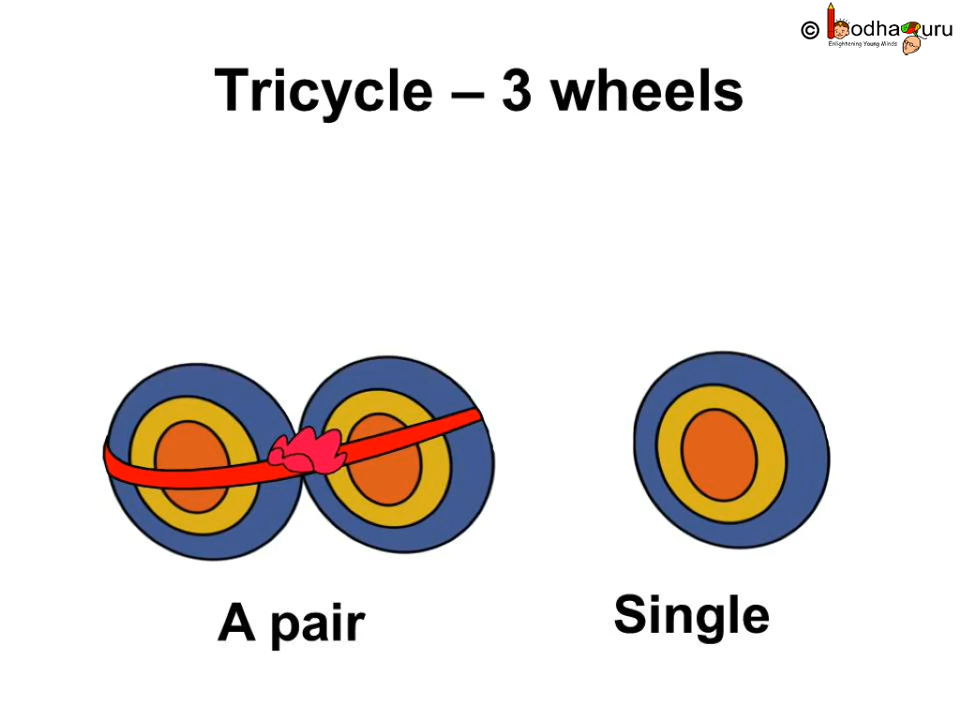 © bodhaguru
Enlightening Young Minds
Tricycle – 3 wheels
A pair
Single